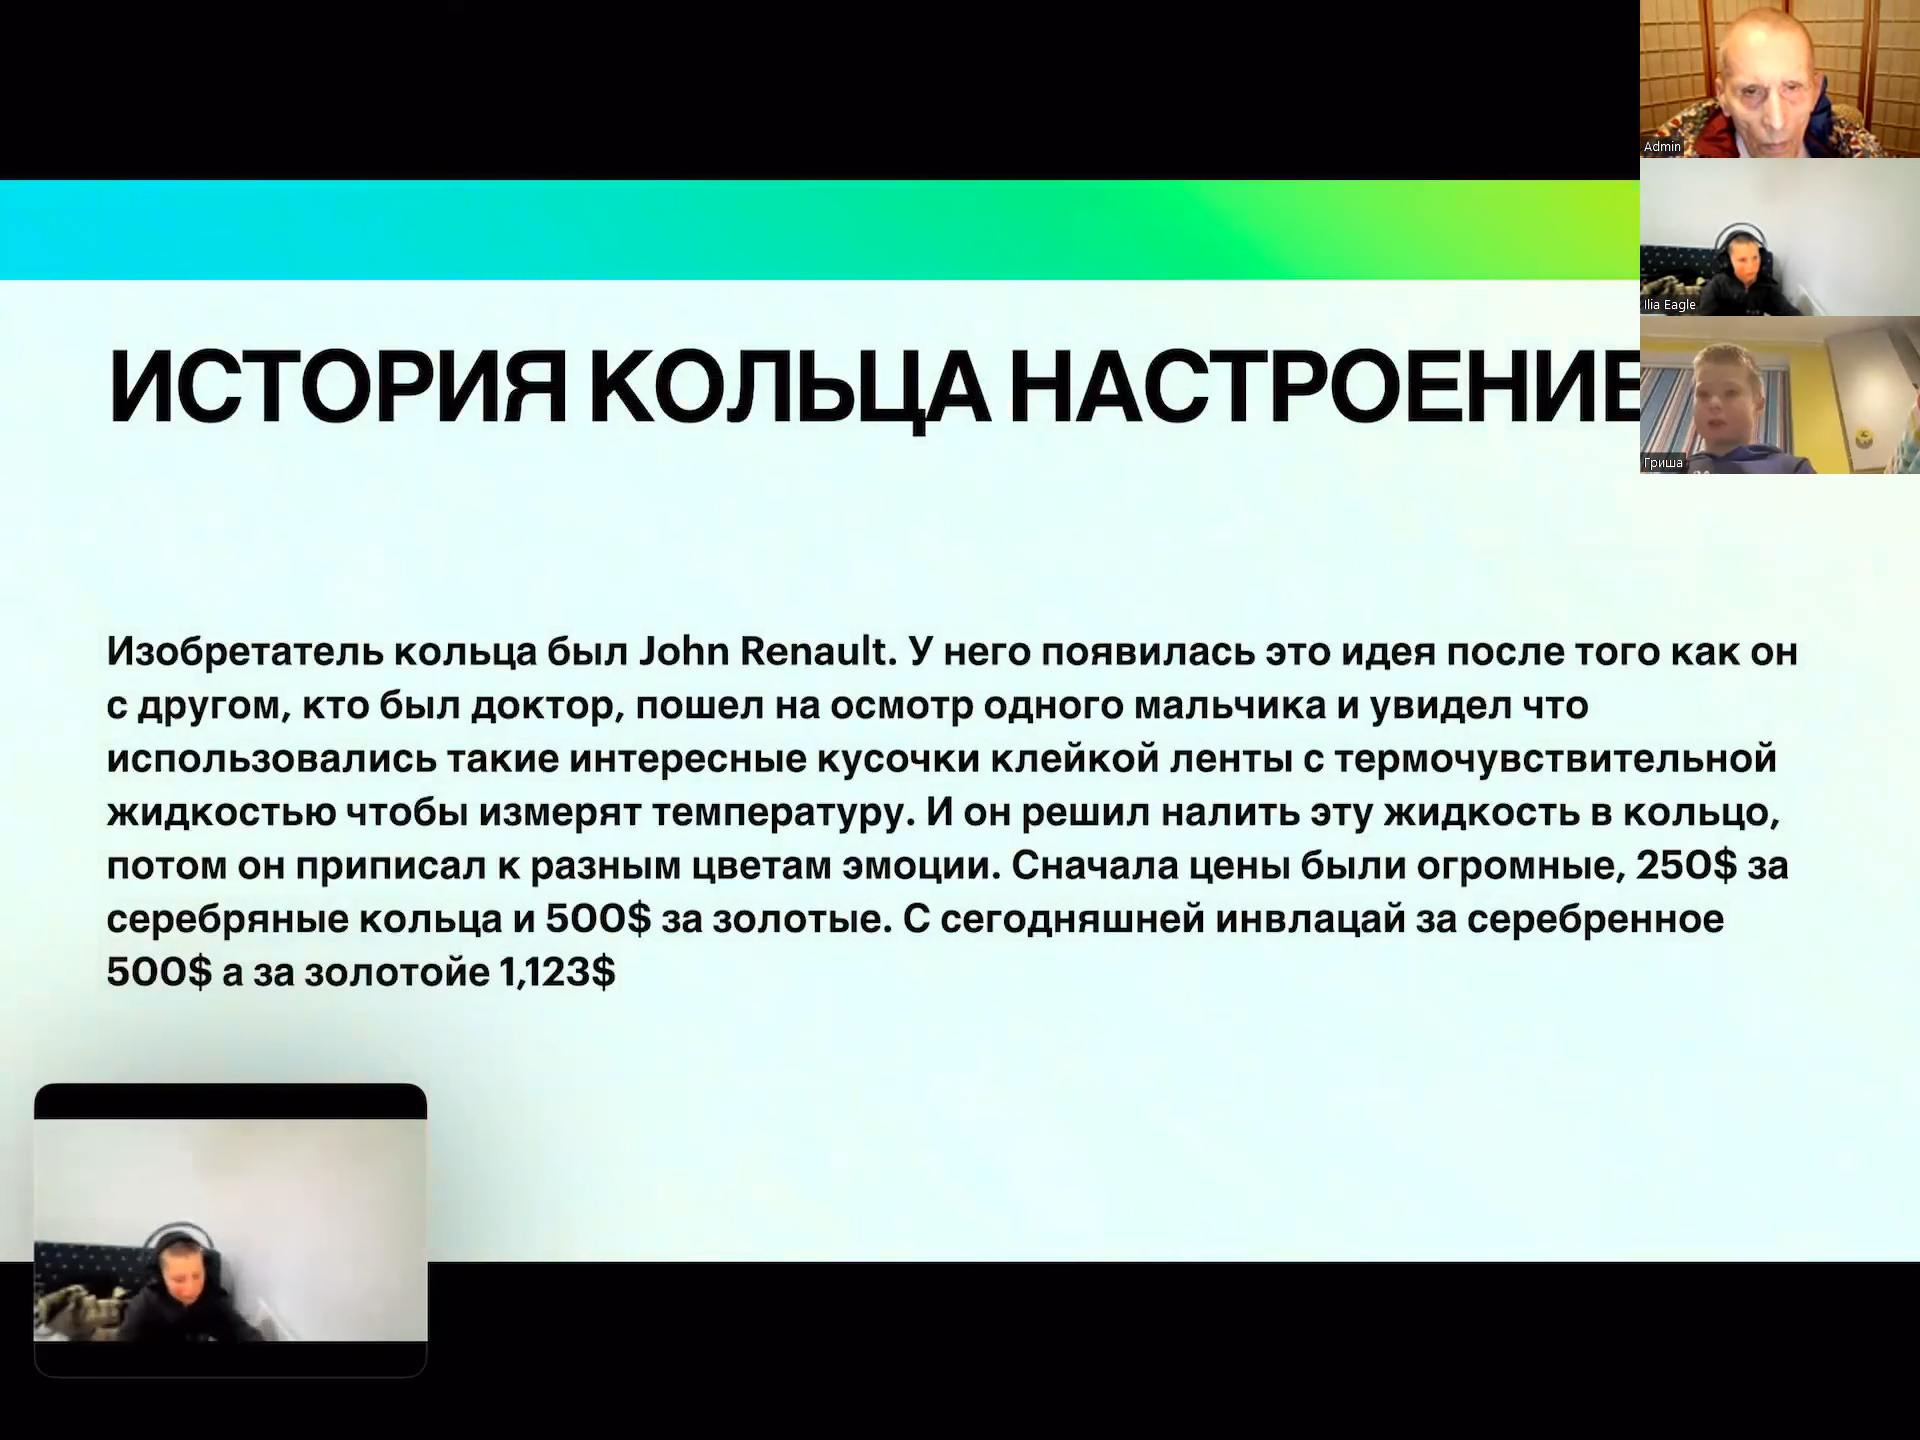 Admin
Ilia Eagle
ИСТОРИЯ КОЛЬЦА НАСТРОЕНИЕ
Гриша
Изобретатель кольца был John Renault. У него появилась это идея после того как он
с другом, кто был доктор, пошел на осмотр одного мальчика и увидел что
использовались такие интересные кусочки клейкой ленты с термочувствительной
жидкостью чтобы измерят температуру. И он решил налить эту жидкость в кольцо,
потом он приписал к разным цветам эмоции. Сначала цены были огромные, 250$ за
серебряные кольца и 500$ за золотые. С сегодняшней инвлацай за серебренное
500$ а за золотойе 1,123$